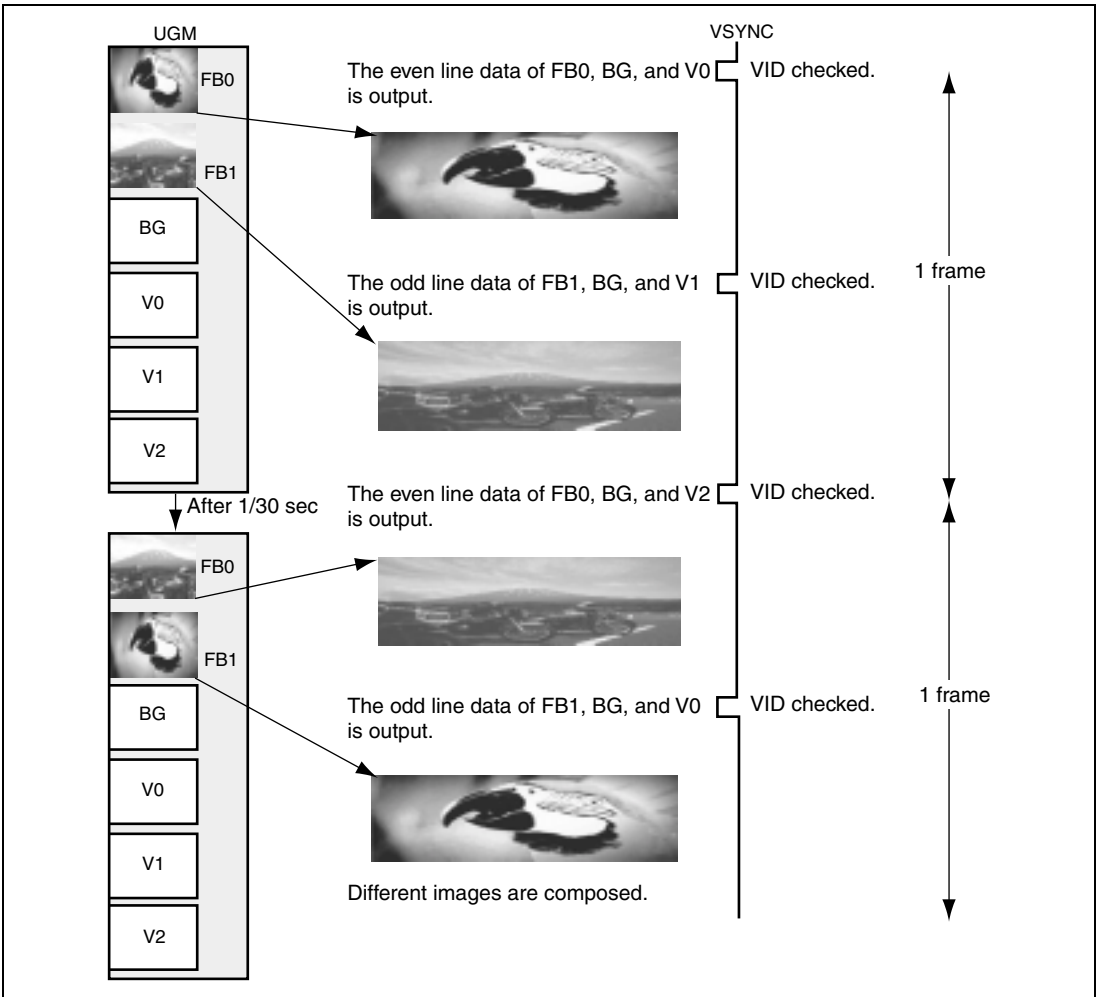 UGM
VSYNC
FB0
The even line data of FB0, BG, and V0
is output.
VID checked.
FB1
BG
V0
The odd line data of FB1, BG, and V1
is output.
VID checked.
1 frame
V1
V2
After 1/30 sec
The even line data of FB0, BG, and V2
is output.
VID checked.
FB0
FB1
BG
The odd line data of FB1, BG, and V0
is output.
VID checked.
1 frame
V0
V1
Different images are composed.
V2